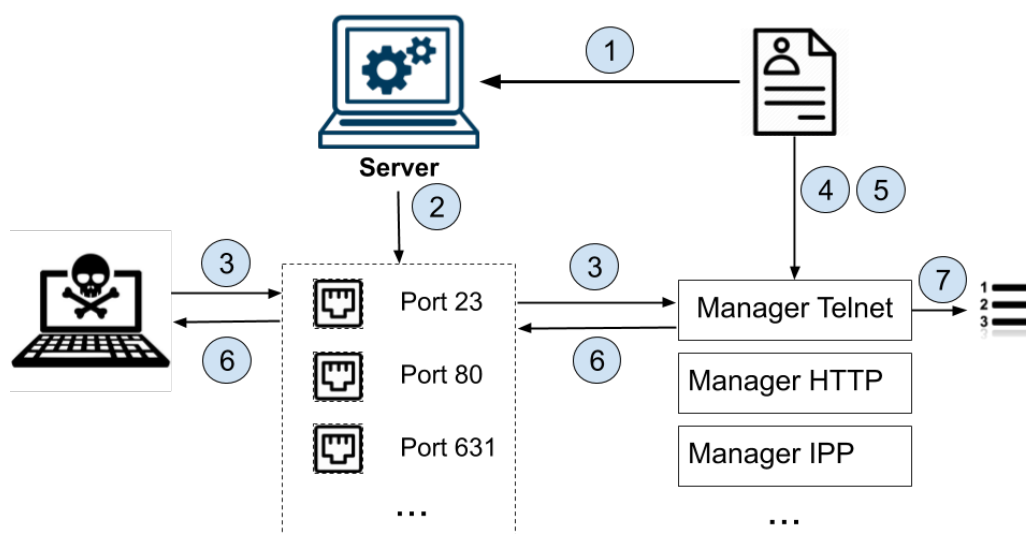 1
Server
2
4 5
3
3
7
Port 23
Manager Telnet
1
2
3
2
6
6
Port 80
Manager HTTP
Port 631
Manager IPP
...
...